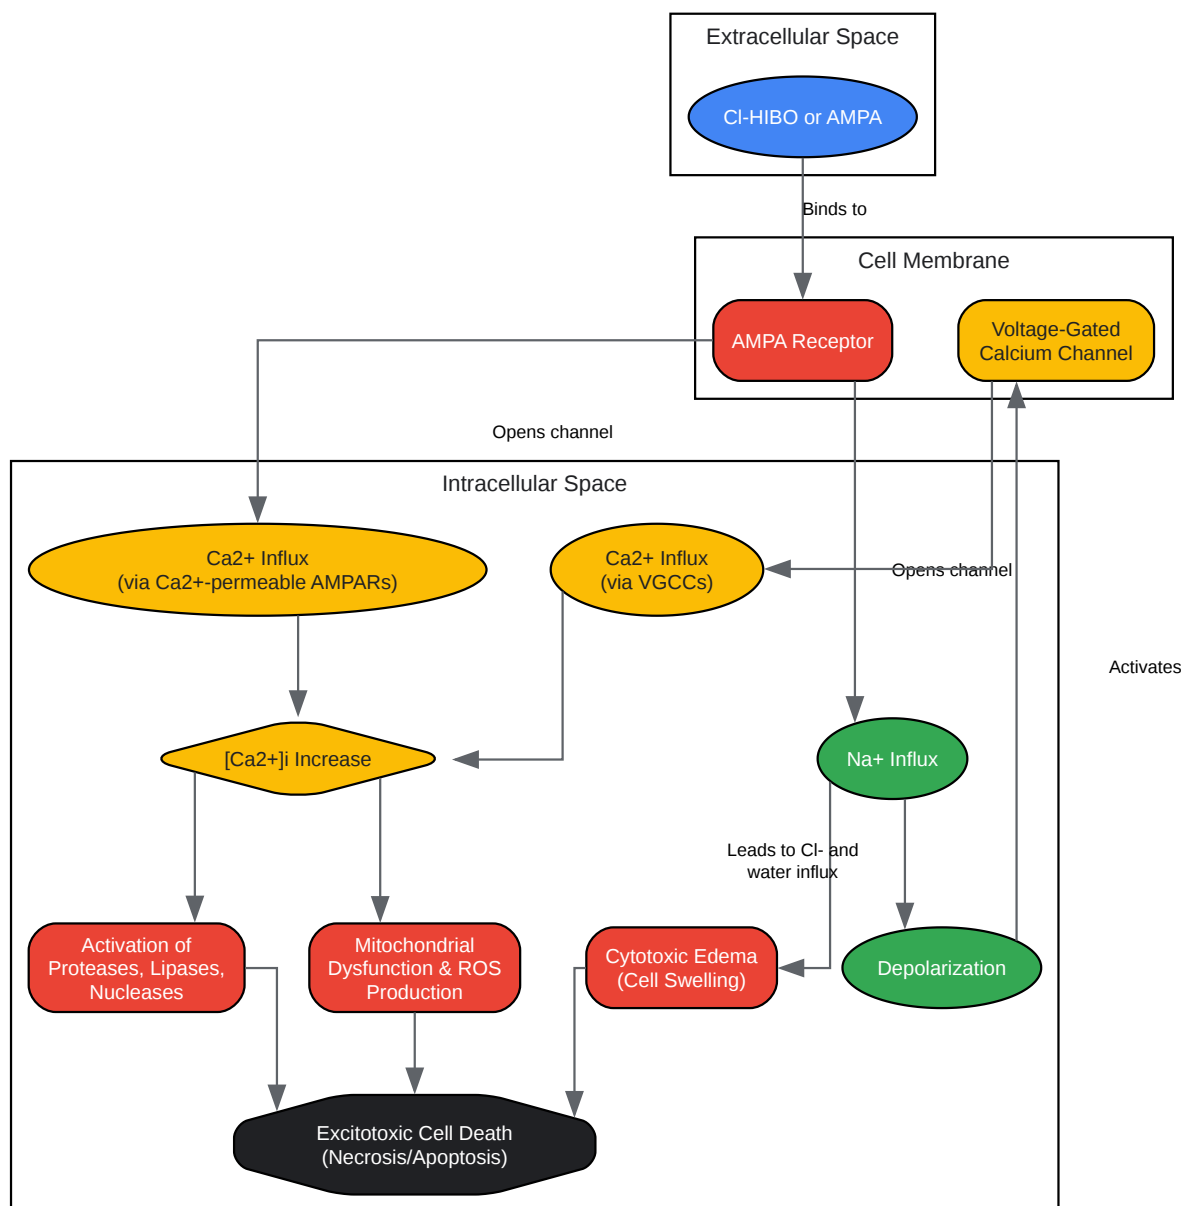 Extracellular Space
Cl-HIBO or AMPA
Binds to
Cell Membrane
AMPA Receptor
Voltage-Gated
Calcium Channel
Opens channel
Intracellular Space
Ca2+ Influx
(via Ca2+-permeable AMPARs)
Ca2+ Influx
(via VGCCs)
Opens channel
Activates
[Ca2+]i Increase
Na+ Influx
Leads to Cl- and
water influx
Activation of
Proteases, Lipases,
Nucleases
Mitochondrial
Dysfunction & ROS
Production
Cytotoxic Edema
(Cell Swelling)
Depolarization
Excitotoxic Cell Death
(Necrosis/Apoptosis)